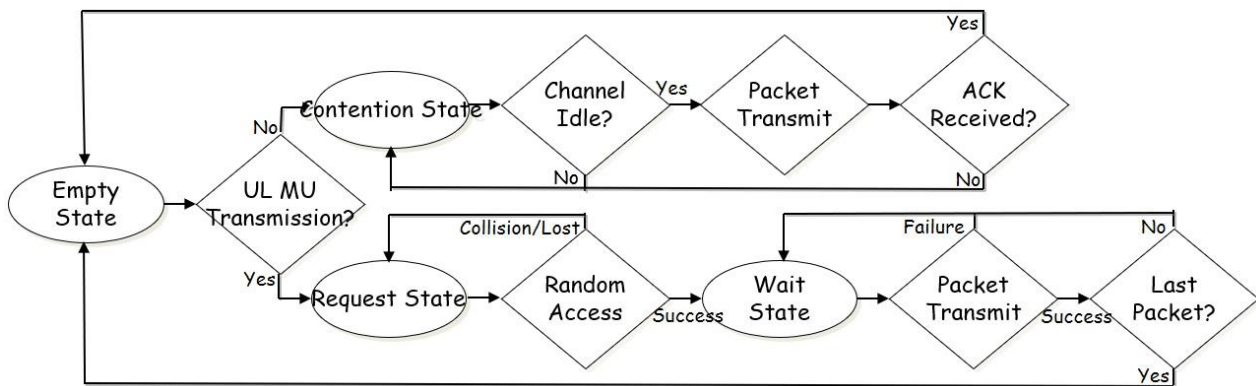 Yes
Contention State
Channel
Idle?
Yes
Packet
Transmit
ACK
Received?
No
No
No
Empty
State
UL MU
Transmission?
Yes
Collision/Lost
Request State
Random
Access
Success
Failure
No
Wait
State
Packet
Transmit
Success
Last
Packet?
Yes